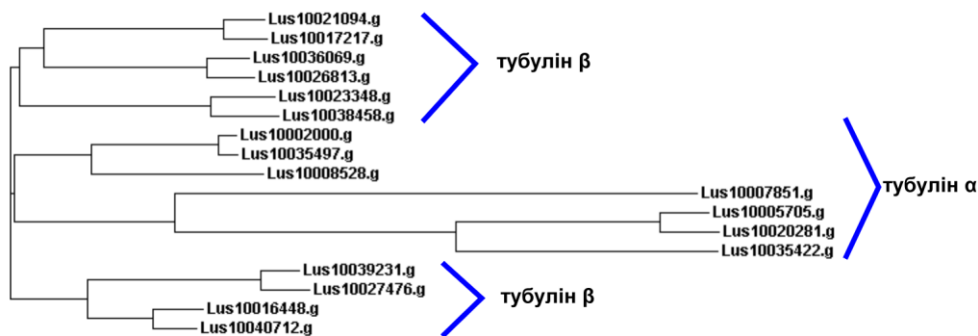 Lus10021094.g
Lus10017217.g
Lus10036069.g
тубулін β
Lus10026813.g
Lus10023348.g
Lus10038458.g
Lus10002000.g
Lus10035497.g
Lus10008528.g
тубулін α
Lus10007851.g
Lus10005705.g
Lus10020281.g
Lus10035422.g
Lus10039231.g
Lus10027476.g
тубулін β
Lus10016448.g
Lus10040712.g